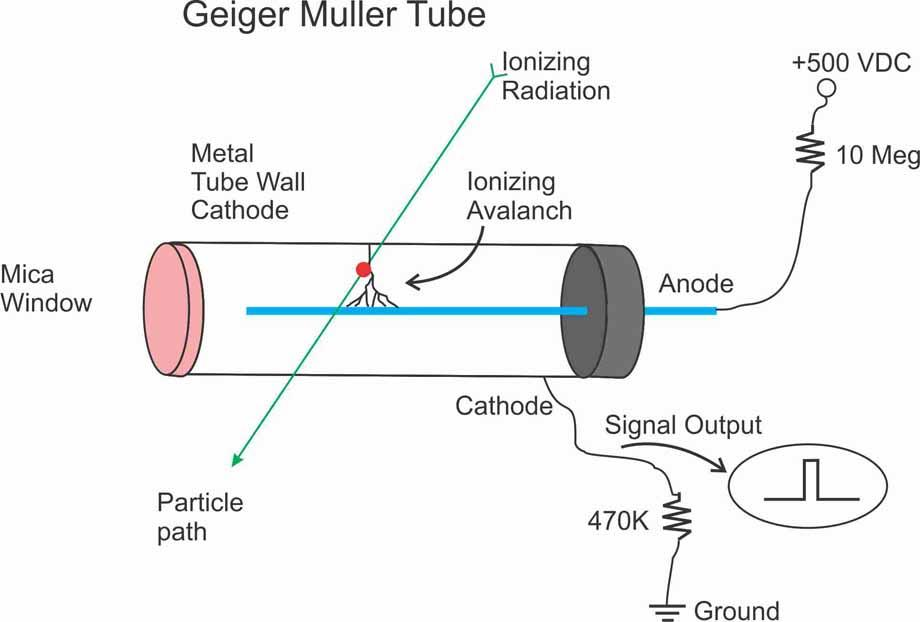 Geiger Muller Tube
Ionizing
Radiation
+500 VDC
10 Meg
Metal
Tube Wall
Cathode
Ionizing
Avalanch
Mica
Window
Anode
Cathode
Signal Output
Particle
path
470K
Ground